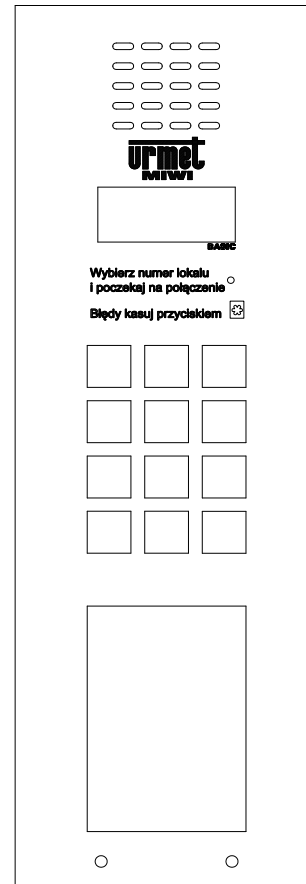 urmet
MIWI
BASIC
Wybierz numer lokalu
i poczekaj na połączenie
Błędy kasuj przyciskiem